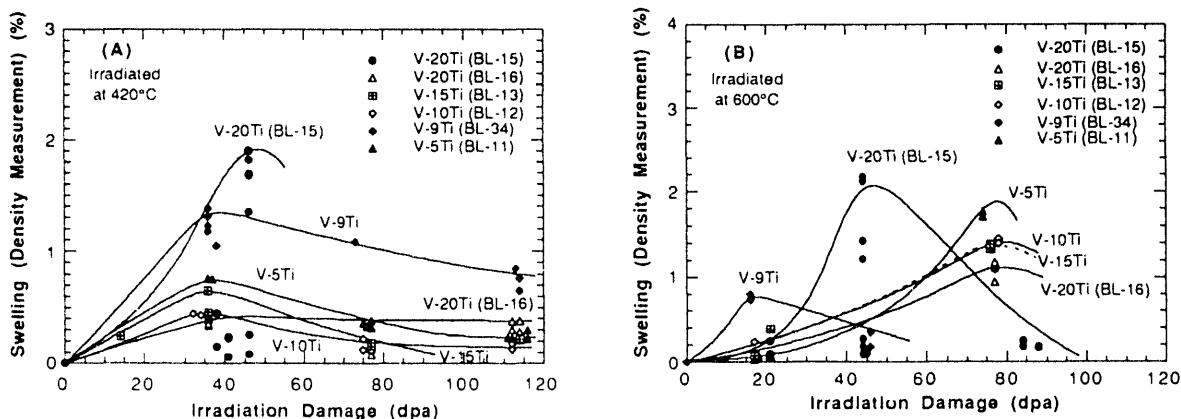 (A)
Irradiated
at 420°C
V-20Ti (BL-15)
V-20Ti (BL-16)
V-15Ti (BL-13)
V-10Ti (BL-12)
V-9Ti (BL-34)
V-5Ti (BL-11)
V-20Ti (BL-15)
V-9Ti
V-5Ti
V-20Ti (BL-16)
V-10Ti
V-15Ti
Swelling (Density Measurement) (%)
3
2
1
0
0 20 40 60 80 100 120
Irradiation Damage (dpa)
(B)
Irradiated
at 600°C
V-20Ti (BL-15)
V-20Ti (BL-16)
V-15Ti (BL-13)
V-10Ti (BL-12)
V-9Ti (BL-34)
V-5Ti (BL-11)
V-20Ti (BL-15)
V-5Ti
V-10Ti
V-15Ti
V-9Ti
V-20Ti (BL-16)
Swelling (Density Measurement) (%)
4
3
2
1
0
0 20 40 60 80 100 120
Irradiation Damage (dpa)